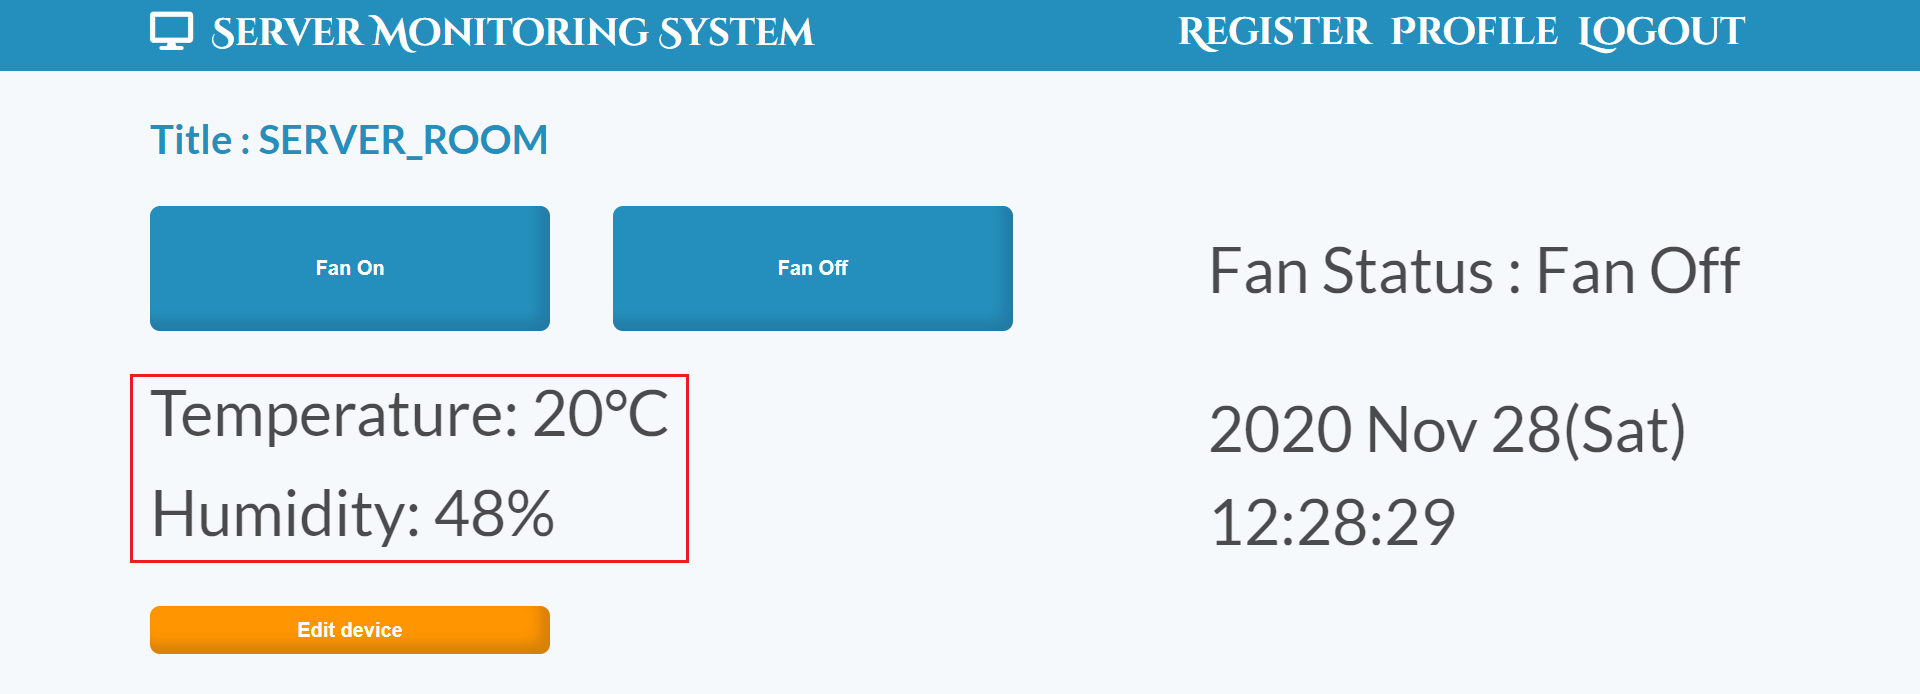 SERVER MONITORING SYSTEM
REGISTER PROFILE LOGOUT
Title : SERVER_ROOM
Fan On
Fan Off
Fan Status : Fan Off
Temperature: 20°C
Humidity: 48%
2020 Nov 28(Sat)
12:28:29
Edit device